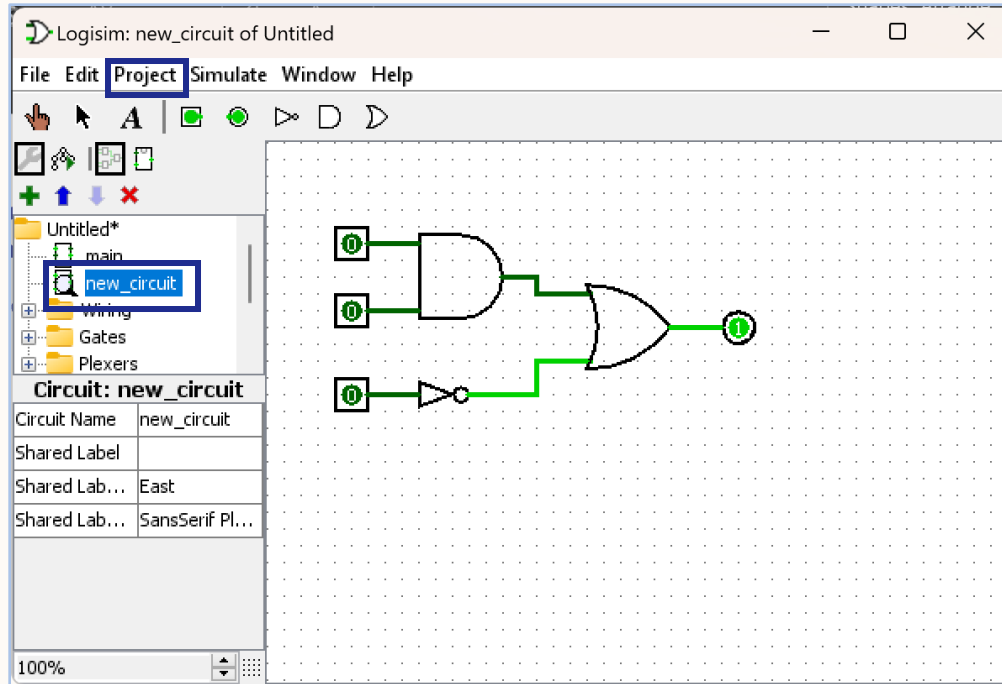 Logisim: new_circuit of Untitled
File Edit Project Simulate Window Help
A
Untitled*
main
new_circuit
Wiring
Gates
Plexers
Circuit: new_circuit
Circuit Name new_circuit
Shared Label
Shared Lab... East
Shared Lab... SansSerif Pl...
100%
0
0
0
1